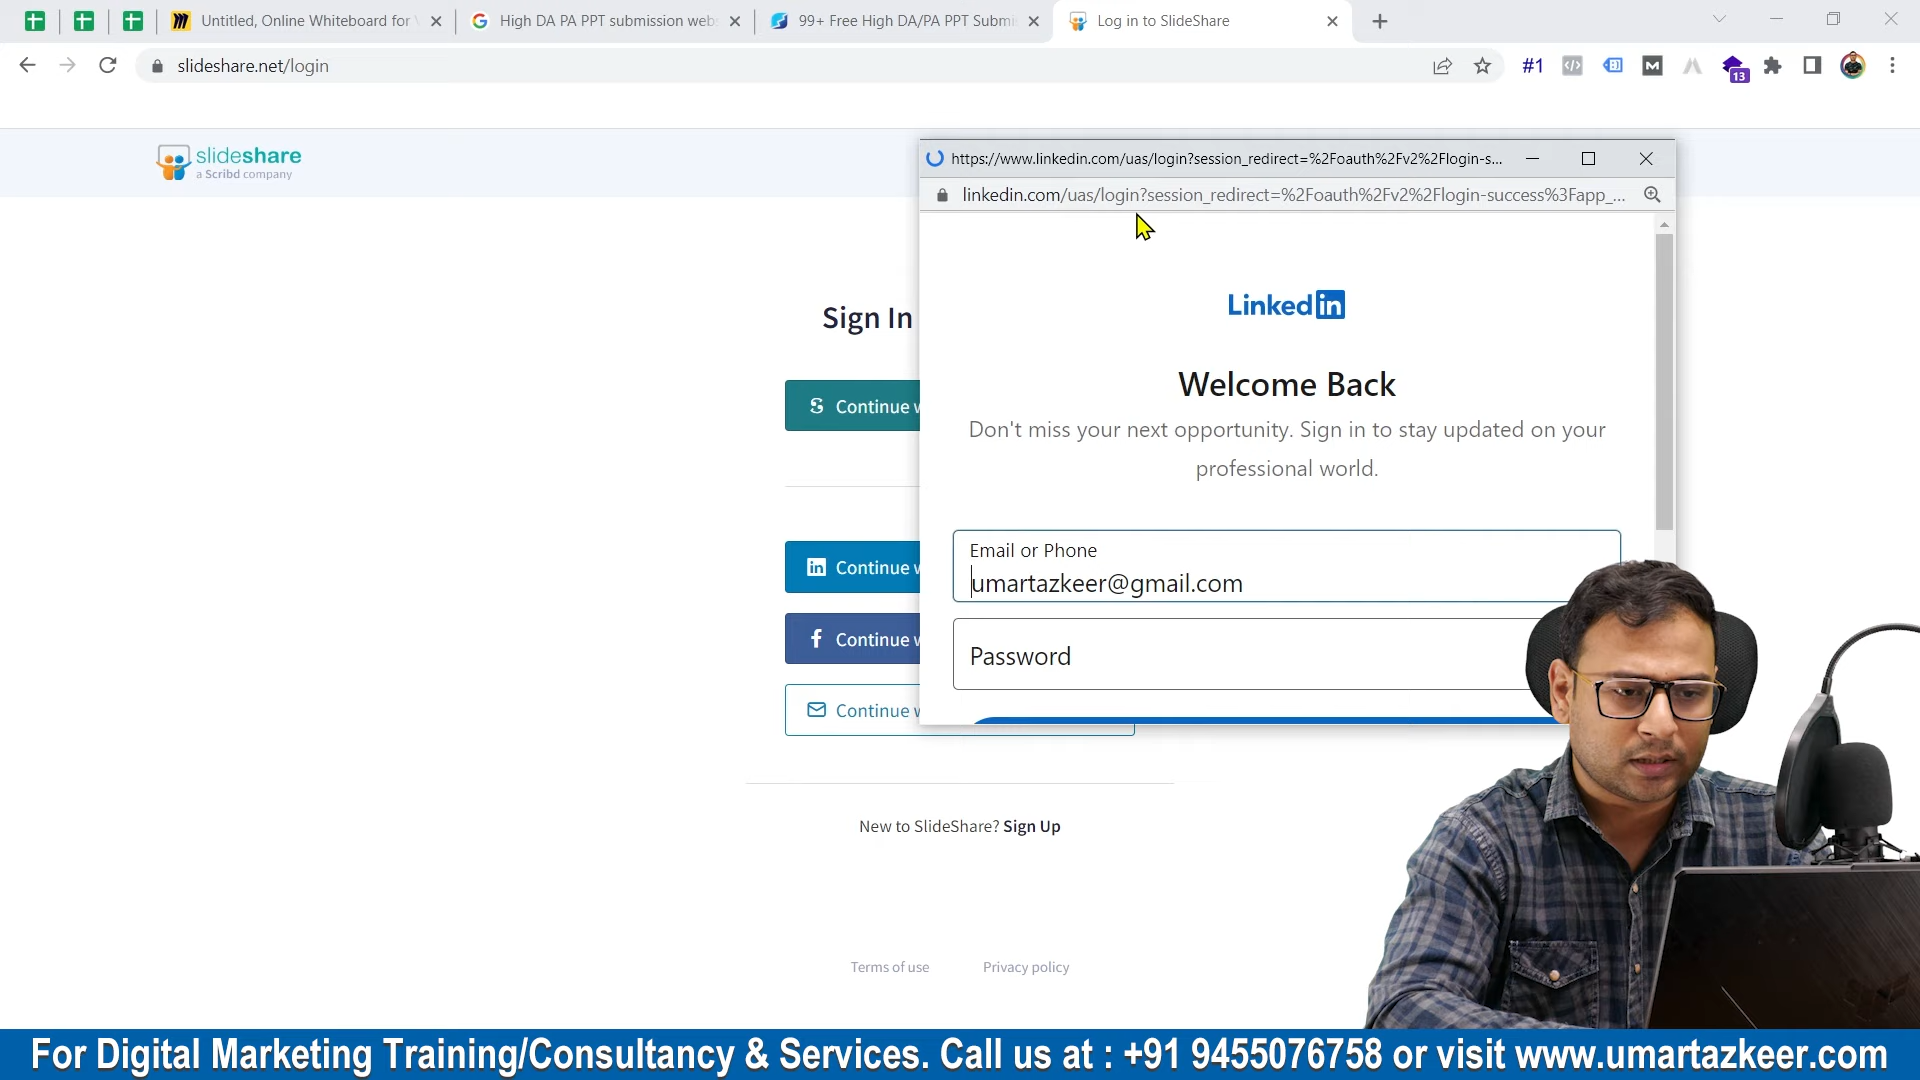 Untitled, Online Whiteboard for V
High DA PA PPT submission web
99+ Free High DA/PA PPT Submi
Log in to SlideShare
slideshare.net/login
#1
M
13
slideshare
a Scribd company
https://www.linkedin.com/uas/login?session_redirect=%2Foauth%2Fv2%2Flogin-s...
linkedin.com/uas/login?session_redirect=%2Foauth%2Fv2%2Flogin-success%3Fapp_...
Linkedin
Welcome Back
Don't miss your next opportunity. Sign in to stay updated on your
professional world.
Email or Phone
umartazkeer@gmail.com
Password
Sign In
Continue w
in Continue w
f Continue w
Continue w
New to SlideShare? Sign Up
Terms of use
Privacy policy
For Digital Marketing Training/Consultancy & Services. Call us at : +91 9455076758 or visit www.umartazkeer.com